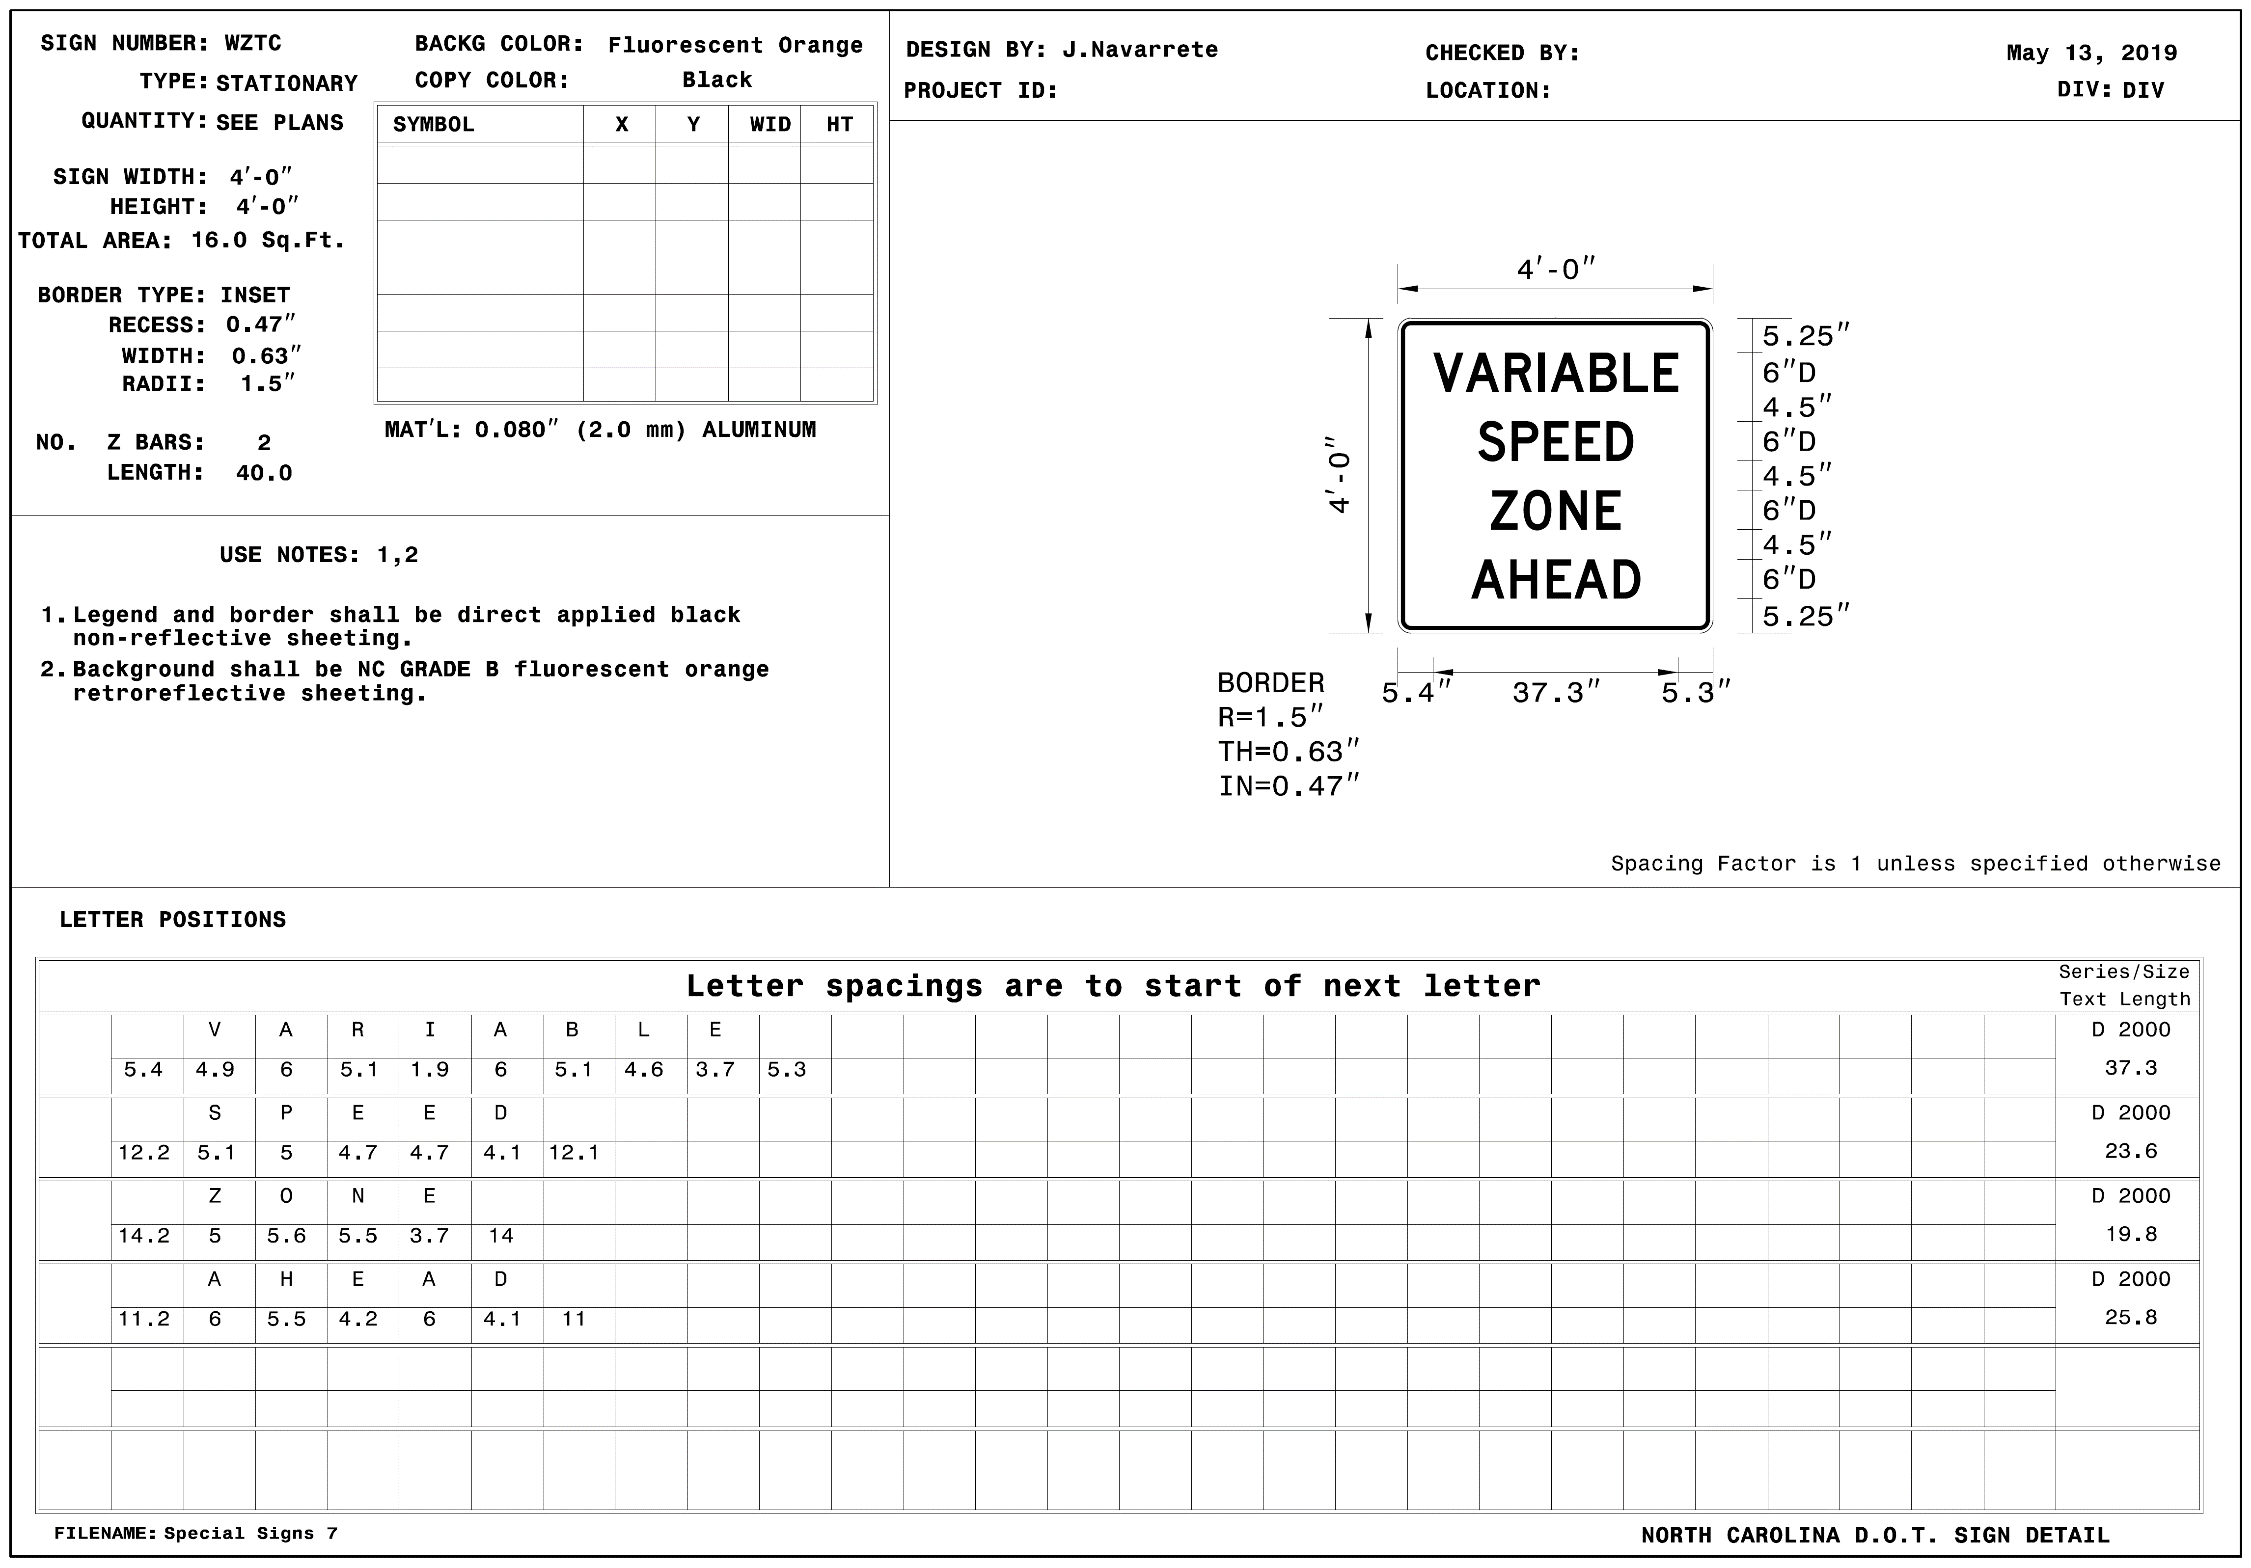 SIGN NUMBER: WZTC
TYPE: STATIONARY
QUANTITY: SEE PLANS
SIGN WIDTH: 4'-0"
HEIGHT: 4'-0"
TOTAL AREA: 16.0 Sq.Ft.
BORDER TYPE: INSET
RECESS: 0.47"
WIDTH: 0.63"
RADII: 1.5"
NO. Z BARS: 2
LENGTH: 40.0
BACKG COLOR: Fluorescent Orange
COPY COLOR: Black
SYMBOL X Y WID HT
MAT'L: 0.080" (2.0 mm) ALUMINUM
USE NOTES: 1,2
1. Legend and border shall be direct applied black
non-reflective sheeting.
2. Background shall be NC GRADE B fluorescent orange
retroreflective sheeting.
DESIGN BY: J.Navarrete CHECKED BY: May 13, 2019
PROJECT ID: LOCATION: DIV: DIV
4'-0"
4'-0"
VARIABLE
SPEED
ZONE
AHEAD
5.25"
6"D
4.5"
6"D
4.5"
6"D
4.5"
6"D
5.25"
5.4" 37.3" 5.3"
BORDER
R=1.5"
TH=0.63"
IN=0.47"
Spacing Factor is 1 unless specified otherwise
LETTER POSITIONS
Letter spacings are to start of next letter
Series/Size
Text Length
V A R I A B L E D 2000
5.4 4.9 6 5.1 1.9 6 5.1 4.6 3.7 5.3 37.3
S P E E D D 2000
12.2 5.1 5 4.7 4.7 4.1 12.1 23.6
Z O N E D 2000
14.2 5 5.6 5.5 3.7 14 19.8
A H E A D D 2000
11.2 6 5.5 4.2 6 4.1 11 25.8
FILENAME: Special Signs 7
NORTH CAROLINA D.O.T. SIGN DETAIL